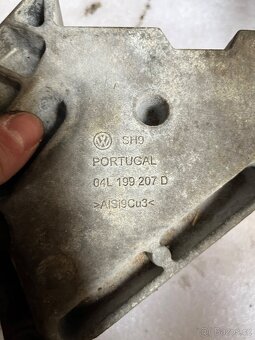 SH9
PORTUGAL
04L 199 207 D
>AlSi9Cu3<